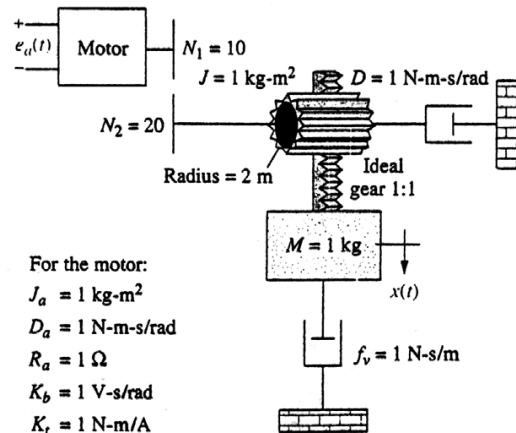 +
e_a(t)
−
Motor
N₁ = 10
J = 1 kg-m²
D = 1 N-m-s/rad
N₂ = 20
Radius = 2 m
Ideal
gear 1:1
M = 1 kg
x(t)
For the motor:
J_a = 1 kg-m²
D_a = 1 N-m-s/rad
R_a = 1 Ω
K_b = 1 V-s/rad
K_t = 1 N-m/A
f_v = 1 N-s/m